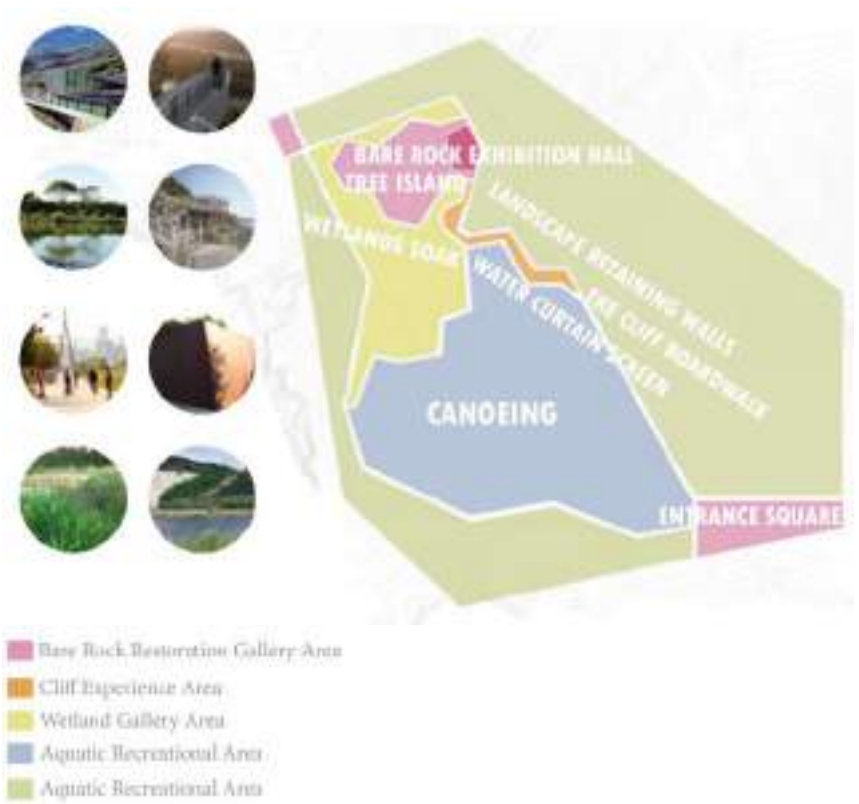 BARE ROCK EXHIBITION HALL
TREE ISLAND
LANDSCAPE RETAINING WALLS
WETLANDS SOAK
WATER CURTAIN SCREEN
THE CLIFF BOARDWALK
CANOEING
ENTRANCE SQUARE
Bare Rock Restoration Gallery Area
Cliff Experience Area
Wetland Gallery Area
Aquatic Recreational Area
Aquatic Recreational Area